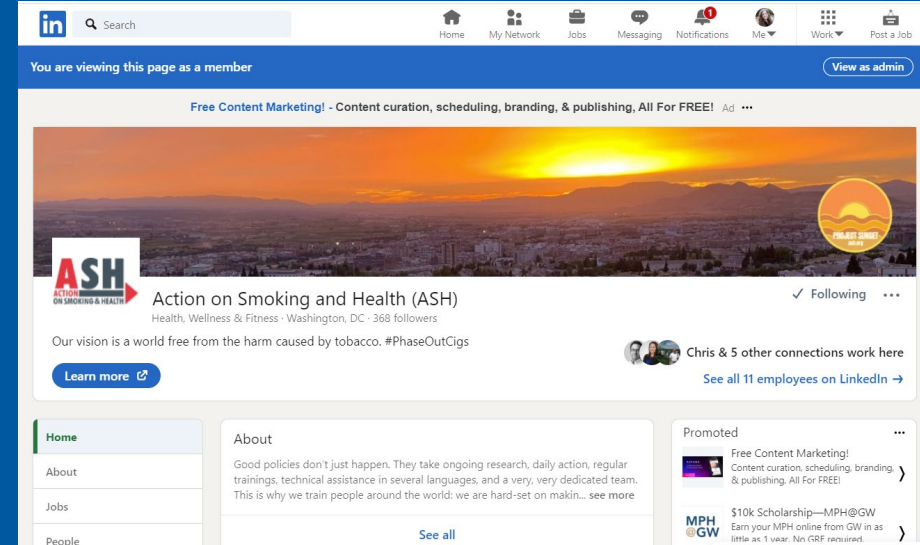 in
Search
Home
My Network
Jobs
Messaging
1
Notifications
Me
Work
Post a Job
You are viewing this page as a member
View as admin
Free Content Marketing! - Content curation, scheduling, branding, & publishing, All For FREE! Ad ...
PROJECT SUNSET
ash.org
ASH
ACTION
ON SMOKING & HEALTH
Action on Smoking and Health (ASH)
✓ Following ...
Health, Wellness & Fitness · Washington, DC · 368 followers
Our vision is a world free from the harm caused by tobacco. #PhaseOutCigs
Chris & 5 other connections work here
Learn more
See all 11 employees on LinkedIn →
Home
About
Jobs
People
About
Good policies don't just happen. They take ongoing research, daily action, regular
trainings, technical assistance in several languages, and a very, very dedicated team.
This is why we train people around the world: we are hard-set on makin... see more
See all
Promoted ...
Free Content Marketing!
Content curation, scheduling, branding,
& publishing, All For FREE!
MPH
@GW
$10k Scholarship—MPH@GW
Earn your MPH online from GW in as
little as 1 year. No GRE required.